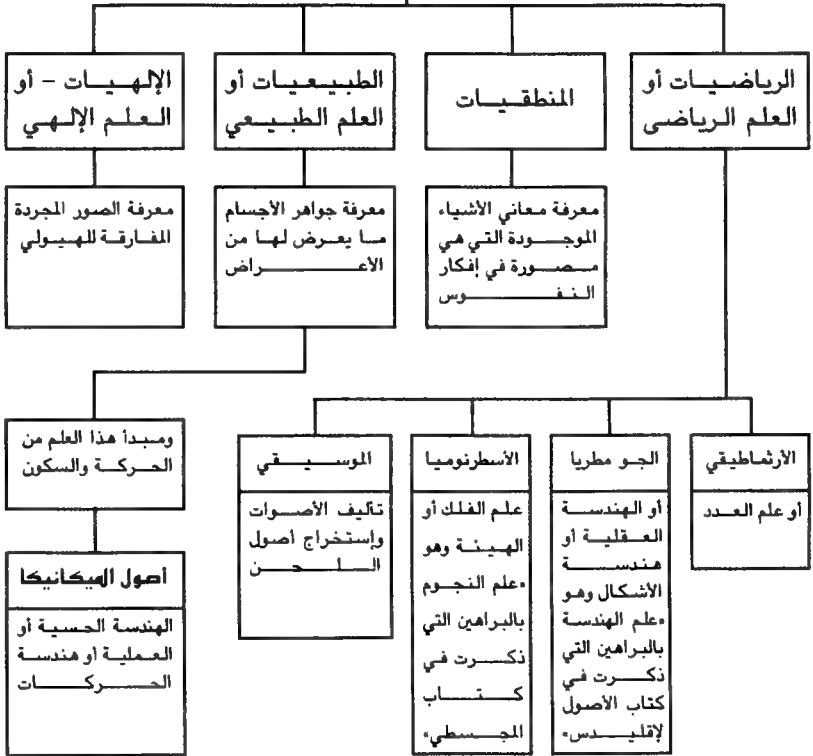 الرياضيات أو
العلم الرياضى
المنطقيات
الطبيعيات أو
العلم الطبيعي
الإلهيات – أو
العلم الإلهي
معرفة معاني الأشياء
الموجودة التي هي
مصورة في إفكار
النفوس
معرفة جواهر الأجسام
ما يعرض لها من
الأعراض
معرفة الصور المجردة
المفارقة للهيولي
ومبدأ هذا العلم من
الحركة والسكون
أصول الميكانيكا
الهندسة الحسية أو
العملية أو هندسة
الحركات
الأرثماطيقي
أو علم العدد
الجو مطريا
أو الهندسة
العقلية أو
هندسة
الأشكال وهو
«علم الهندسة
بالبراهين التي
ذكرت في
كتاب الأصول
لإقليدس»
الأسطرنوميا
علم الفلك أو
الهيئة وهو
«علم النجوم
بالبراهين التي
ذكرت في
كتاب
المجسطي»
الموسيقي
تأليف الأصوات
وإستخراج أصول
اللحن